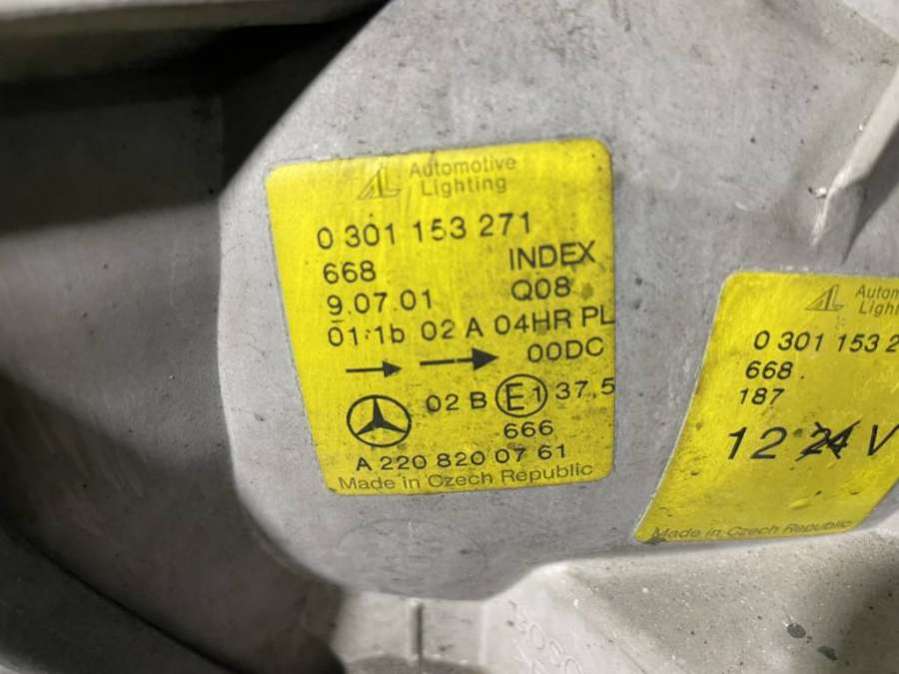 Automotive
Lighting
0 301 153 271
668 INDEX
9.07.01 Q08
01:1b 02 A 04HR PL
00DC
02 B E1 37,5
666
A 220 820 07 61
Made in Czech Republic
Autom
Light
0 301 153 2
668
187
12 24 V
Made in Czech Republic